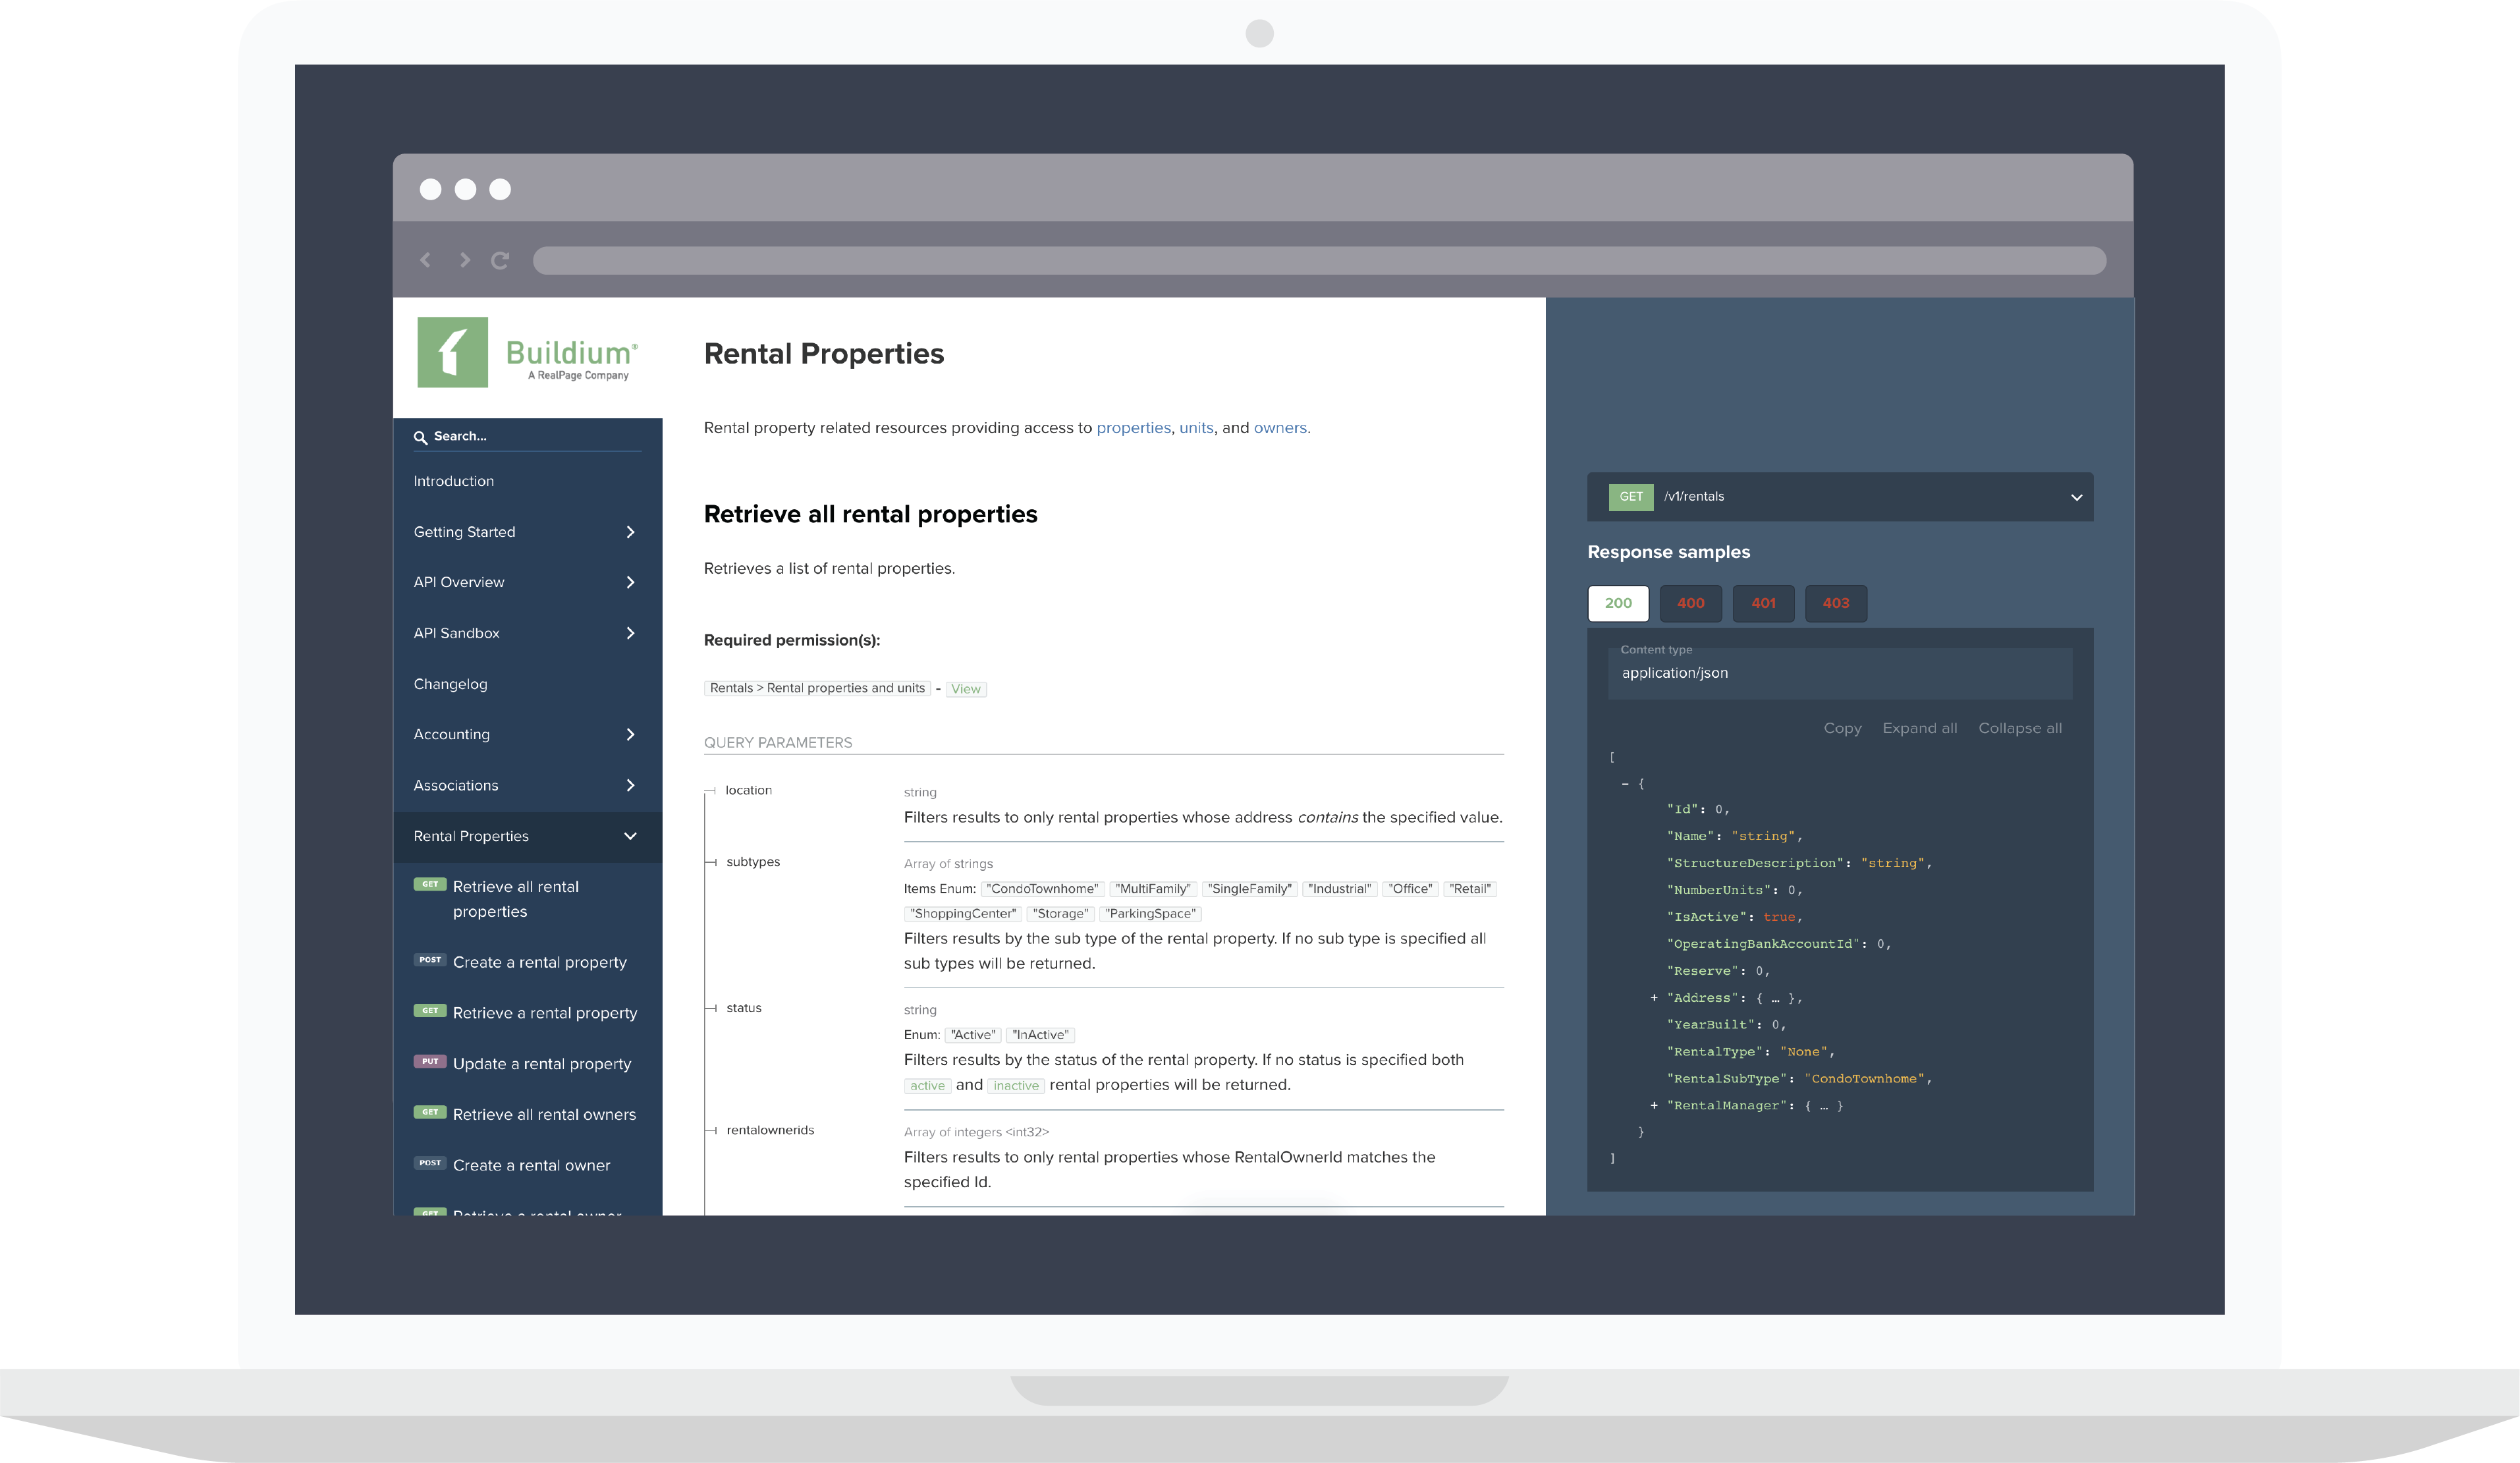 Buildium®
A RealPage Company
Search...
Introduction
Getting Started
API Overview
API Sandbox
Changelog
Accounting
Associations
Rental Properties
GET Retrieve all rental
properties
POST Create a rental property
GET Retrieve a rental property
PUT Update a rental property
GET Retrieve all rental owners
POST Create a rental owner
GET Retrieve a rental owner
Rental Properties
Rental property related resources providing access to properties, units, and owners.
Retrieve all rental properties
Retrieves a list of rental properties.
Required permission(s):
Rentals > Rental properties and units - View
QUERY PARAMETERS
location
string
Filters results to only rental properties whose address contains the specified value.
subtypes
Array of strings
Items Enum: "CondoTownhome" "MultiFamily" "SingleFamily" "Industrial" "Office" "Retail"
"ShoppingCenter" "Storage" "ParkingSpace"
Filters results by the sub type of the rental property. If no sub type is specified all
sub types will be returned.
status
string
Enum: "Active" "InActive"
Filters results by the status of the rental property. If no status is specified both
active and inactive rental properties will be returned.
rentalownerids
Array of integers <int32>
Filters results to only rental properties whose RentalOwnerId matches the
specified Id.
GET /v1/rentals
Response samples
200 400 401 403
Content type
application/json
Copy Expand all Collapse all
[
- {
"Id": 0,
"Name": "string",
"StructureDescription": "string",
"NumberUnits": 0,
"IsActive": true,
"OperatingBankAccountId": 0,
"Reserve": 0,
+ "Address": { … },
"YearBuilt": 0,
"RentalType": "None",
"RentalSubType": "CondoTownhome",
+ "RentalManager": { … }
}
]